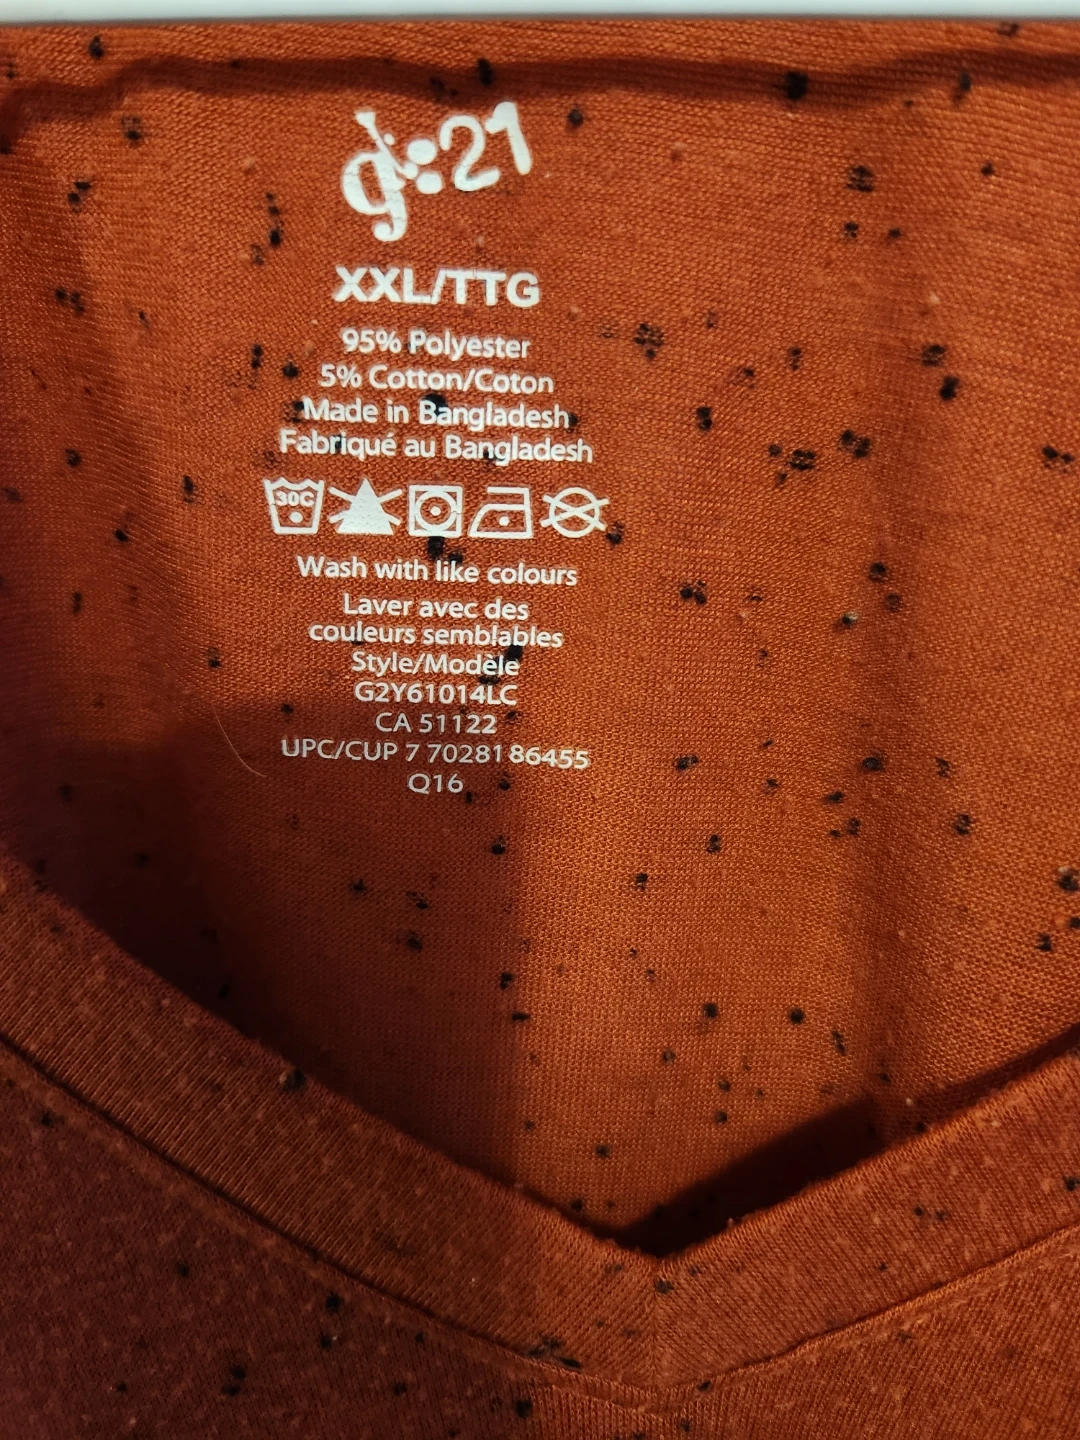 g:21
XXL/TTG
95% Polyester
5% Cotton/Coton
Made in Bangladesh
Fabriqué au Bangladesh
30C
Wash with like colours
Laver avec des
couleurs semblables
Style/Modèle
G2Y61014LC
CA 51122
UPC/CUP 7 70281 86455
Q16